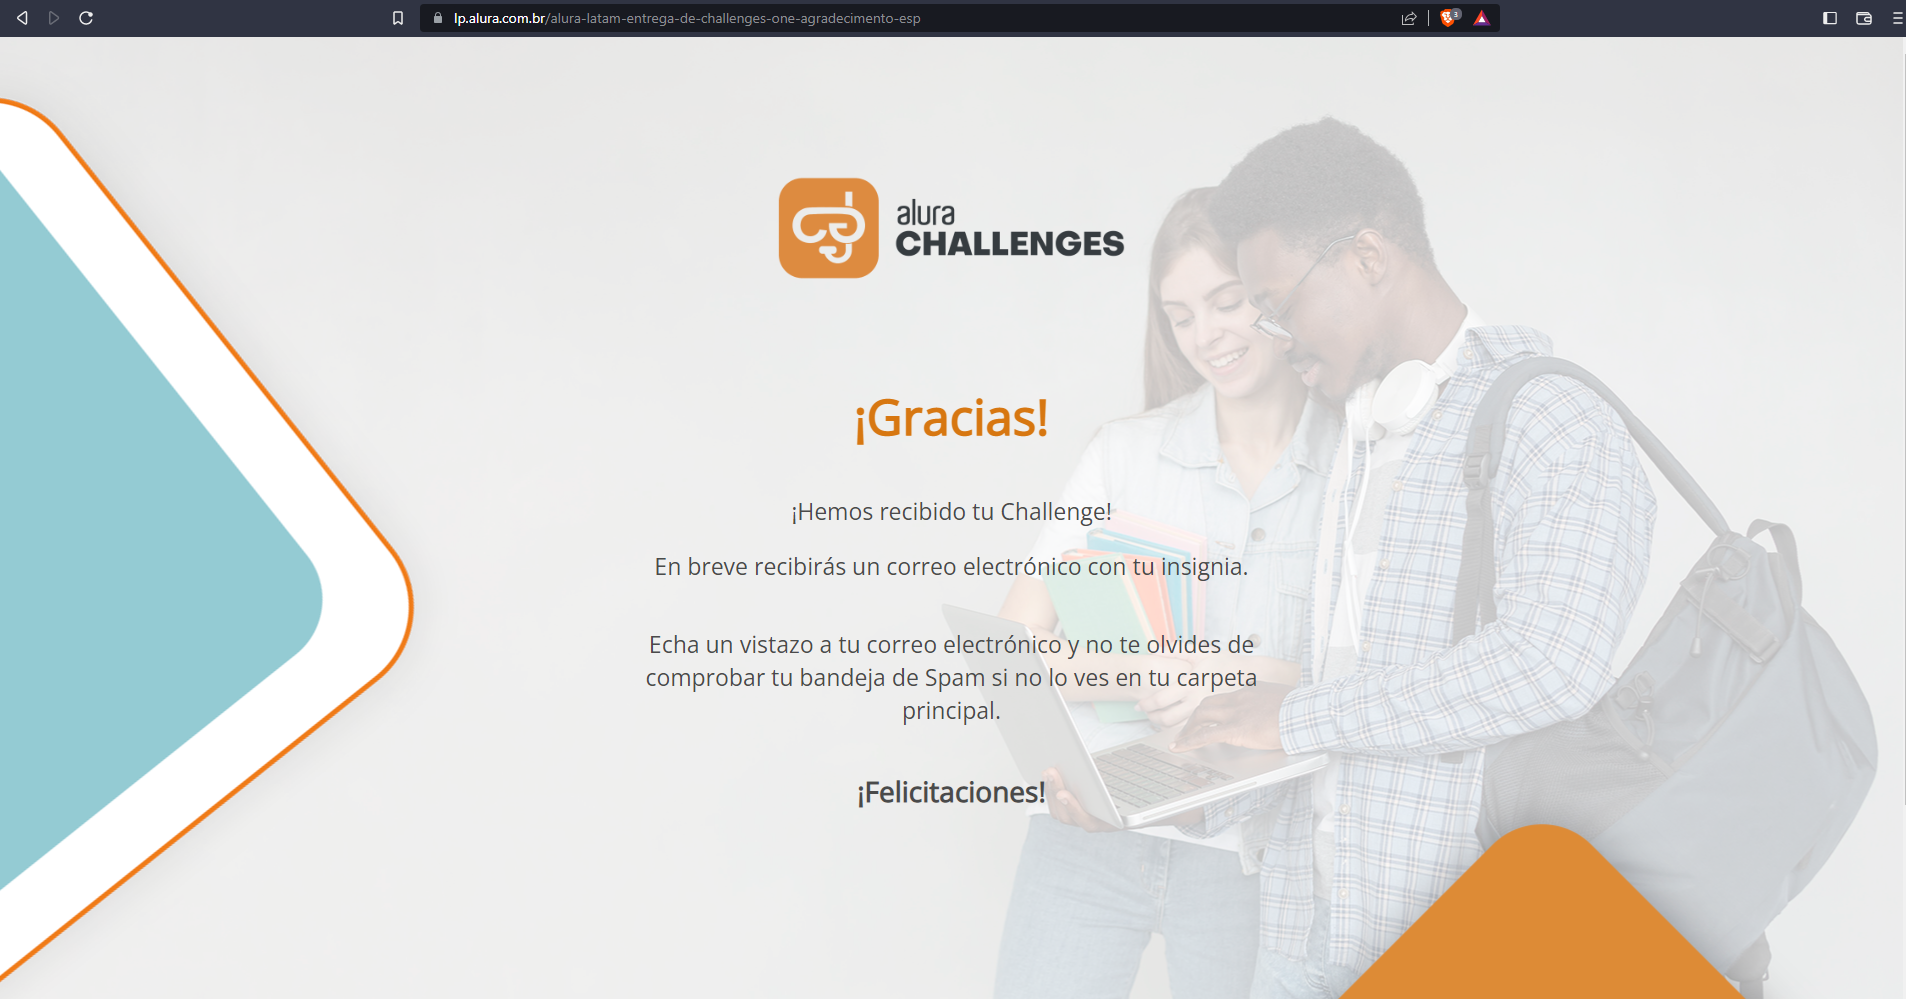 lp.alura.com.br/alura-latam-entrega-de-challenges-one-agradecimento-esp
3
alura
CHALLENGES
¡Gracias!
¡Hemos recibido tu Challenge!
En breve recibirás un correo electrónico con tu insignia.
Echa un vistazo a tu correo electrónico y no te olvides de
comprobar tu bandeja de Spam si no lo ves en tu carpeta
principal.
¡Felicitaciones!